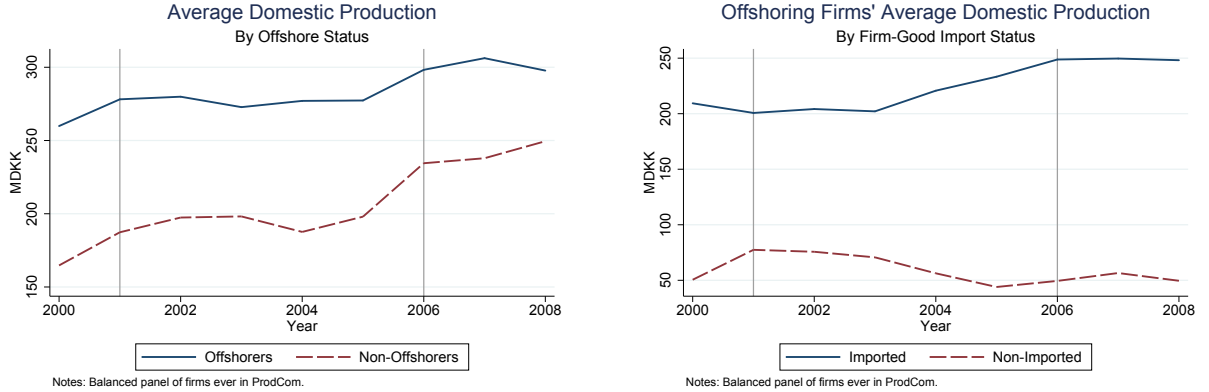 Average Domestic Production
By Offshore Status
MDKK
300
250
200
150
2000 2002 2004 2006 2008
Year
Offshorers Non-Offshorers
Notes: Balanced panel of firms ever in ProdCom.
Offshoring Firms' Average Domestic Production
By Firm-Good Import Status
MDKK
250
200
150
100
50
2000 2002 2004 2006 2008
Year
Imported Non-Imported
Notes: Balanced panel of firms ever in ProdCom.